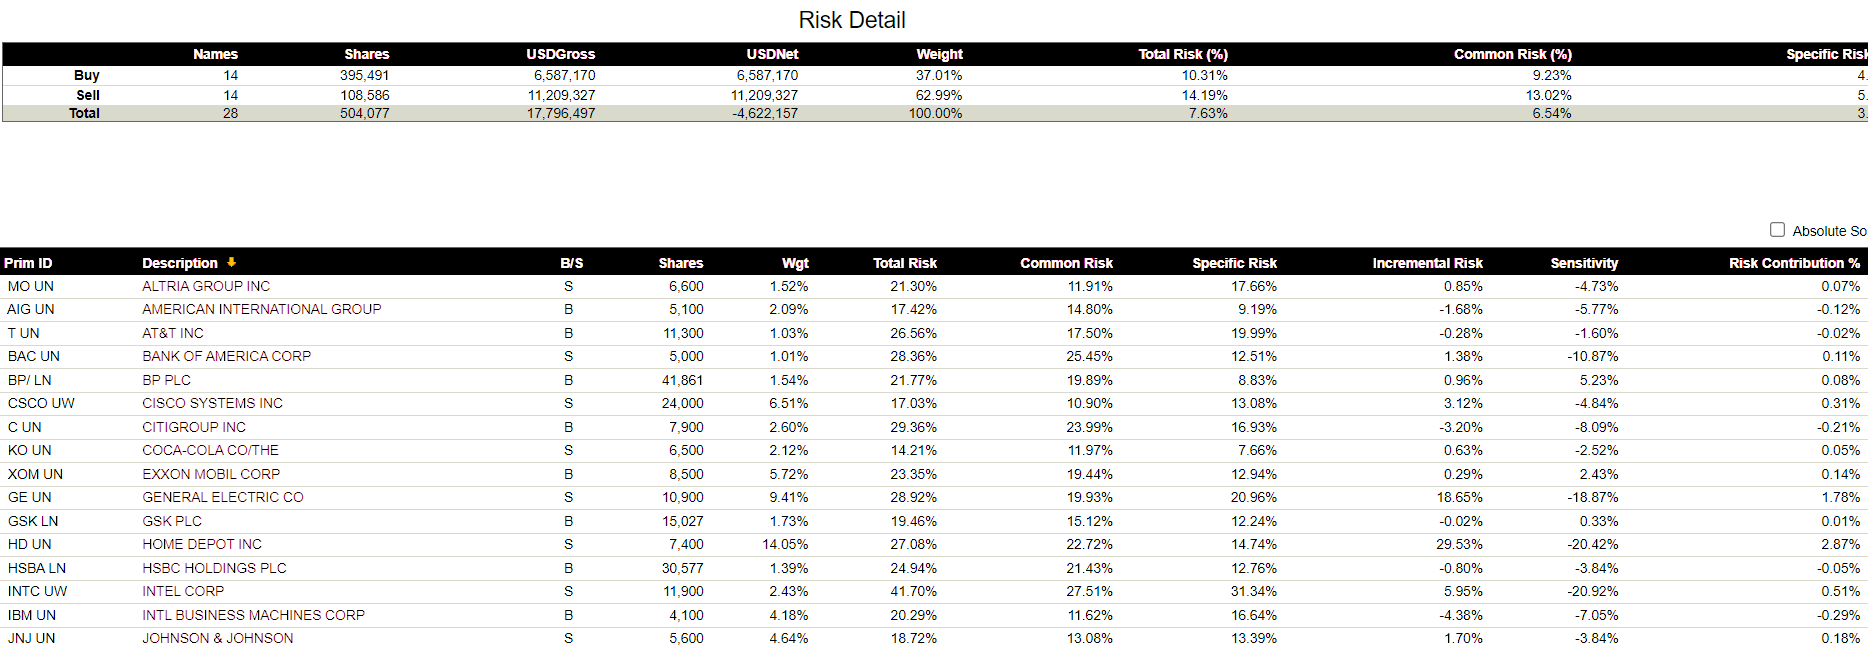 Risk Detail
Names Shares USDGross USDNet Weight Total Risk (%) Common Risk (%) Specific Risk
Buy 14 395,491 6,587,170 6,587,170 37.01% 10.31% 9.23% 4.
Sell 14 108,586 11,209,327 11,209,327 62.99% 14.19% 13.02% 5.
Total 28 504,077 17,796,497 -4,622,157 100.00% 7.63% 6.54% 3.
Absolute So
Prim ID Description B/S Shares Wgt Total Risk Common Risk Specific Risk Incremental Risk Sensitivity Risk Contribution %
MO UN ALTRIA GROUP INC S 6,600 1.52% 21.30% 11.91% 17.66% 0.85% -4.73% 0.07%
AIG UN AMERICAN INTERNATIONAL GROUP B 5,100 2.09% 17.42% 14.80% 9.19% -1.68% -5.77% -0.12%
T UN AT&T INC B 11,300 1.03% 26.56% 17.50% 19.99% -0.28% -1.60% -0.02%
BAC UN BANK OF AMERICA CORP S 5,000 1.01% 28.36% 25.45% 12.51% 1.38% -10.87% 0.11%
BP/ LN BP PLC B 41,861 1.54% 21.77% 19.89% 8.83% 0.96% 5.23% 0.08%
CSCO UW CISCO SYSTEMS INC S 24,000 6.51% 17.03% 10.90% 13.08% 3.12% -4.84% 0.31%
C UN CITIGROUP INC B 7,900 2.60% 29.36% 23.99% 16.93% -3.20% -8.09% -0.21%
KO UN COCA-COLA CO/THE S 6,500 2.12% 14.21% 11.97% 7.66% 0.63% -2.52% 0.05%
XOM UN EXXON MOBIL CORP B 8,500 5.72% 23.35% 19.44% 12.94% 0.29% 2.43% 0.14%
GE UN GENERAL ELECTRIC CO S 10,900 9.41% 28.92% 19.93% 20.96% 18.65% -18.87% 1.78%
GSK LN GSK PLC B 15,027 1.73% 19.46% 15.12% 12.24% -0.02% 0.33% 0.01%
HD UN HOME DEPOT INC S 7,400 14.05% 27.08% 22.72% 14.74% 29.53% -20.42% 2.87%
HSBA LN HSBC HOLDINGS PLC B 30,577 1.39% 24.94% 21.43% 12.76% -0.80% -3.84% -0.05%
INTC UW INTEL CORP S 11,900 2.43% 41.70% 27.51% 31.34% 5.95% -20.92% 0.51%
IBM UN INTL BUSINESS MACHINES CORP B 4,100 4.18% 20.29% 11.62% 16.64% -4.38% -7.05% -0.29%
JNJ UN JOHNSON & JOHNSON S 5,600 4.64% 18.72% 13.08% 13.39% 1.70% -3.84% 0.18%